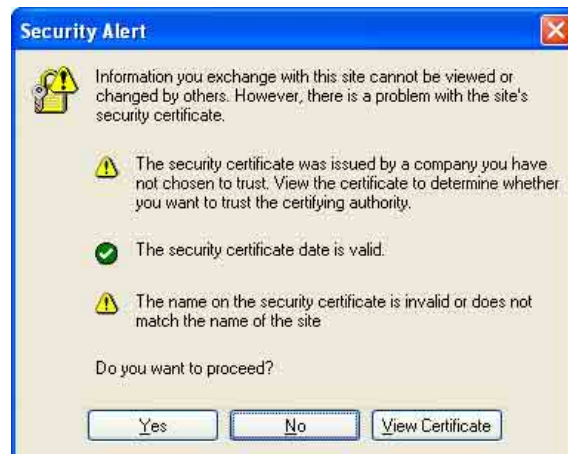 Security Alert
Information you exchange with this site cannot be viewed or
changed by others. However, there is a problem with the site's
security certificate.
The security certificate was issued by a company you have
not chosen to trust. View the certificate to determine whether
you want to trust the certifying authority.
The security certificate date is valid.
The name on the security certificate is invalid or does not
match the name of the site
Do you want to proceed?
Yes No View Certificate